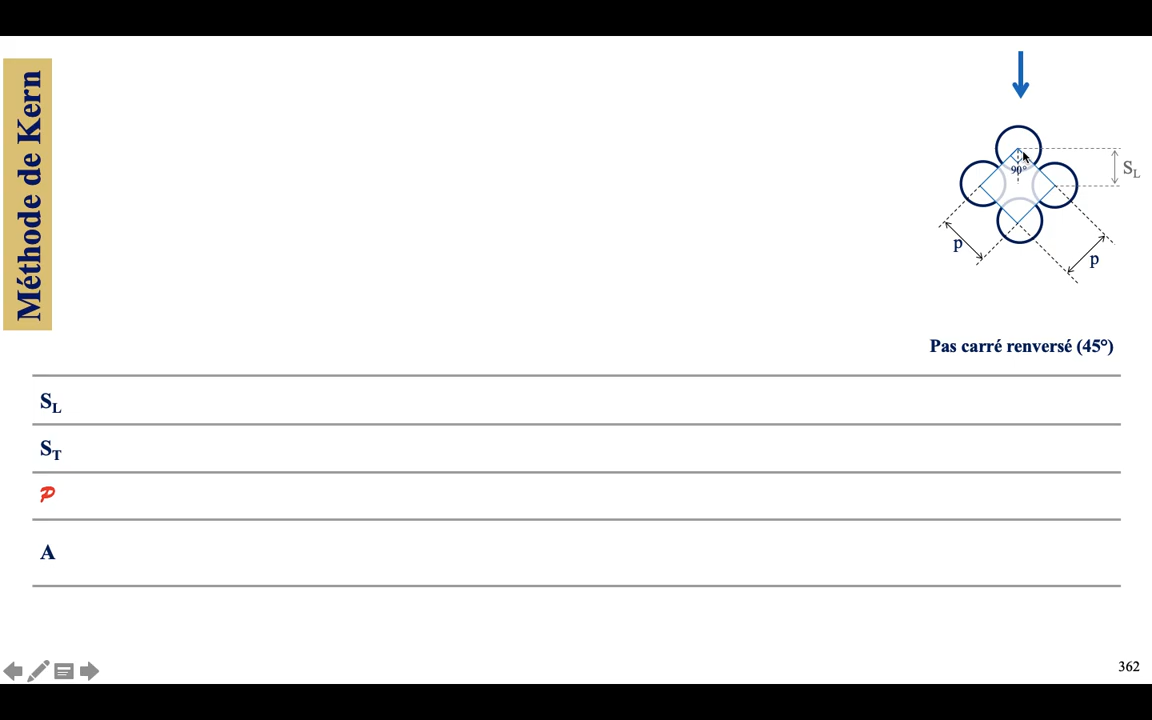 Méthode de Kern
90°
S_L
p
p
Pas carré renversé (45°)
S_L
S_T
P
A
362